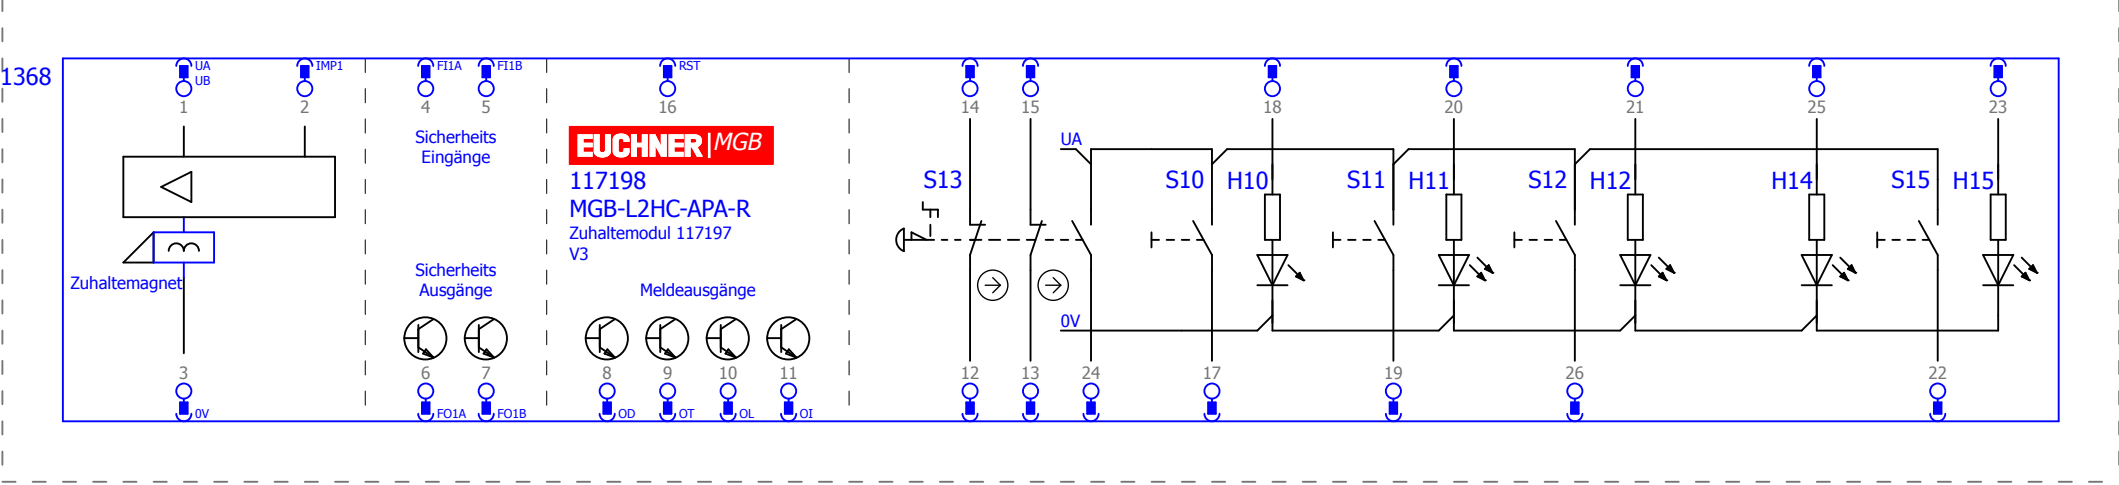 1368
UA
UB
IMP1
FI1A
FI1B
RST
1
2
4
5
16
14
15
18
20
21
25
23
Sicherheits
Eingänge
EUCHNER|MGB
117198
MGB-L2HC-APA-R
Zuhaltemodul 117197
V3
UA
S13
S10
H10
S11
H11
S12
H12
H14
S15
H15
Zuhaltemagnet
Sicherheits
Ausgänge
Meldeausgänge
0V
3
6
7
8
9
10
11
12
13
24
17
19
26
22
0V
FO1A
FO1B
OD
OT
OL
OI